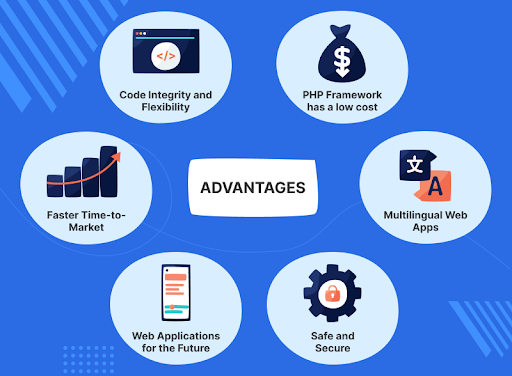 </>
Code Integrity and
Flexibility
$
PHP Framework
has a low cost
Faster Time-to-
Market
ADVANTAGES
文
A
Multilingual Web
Apps
Web Applications
for the Future
Safe and
Secure